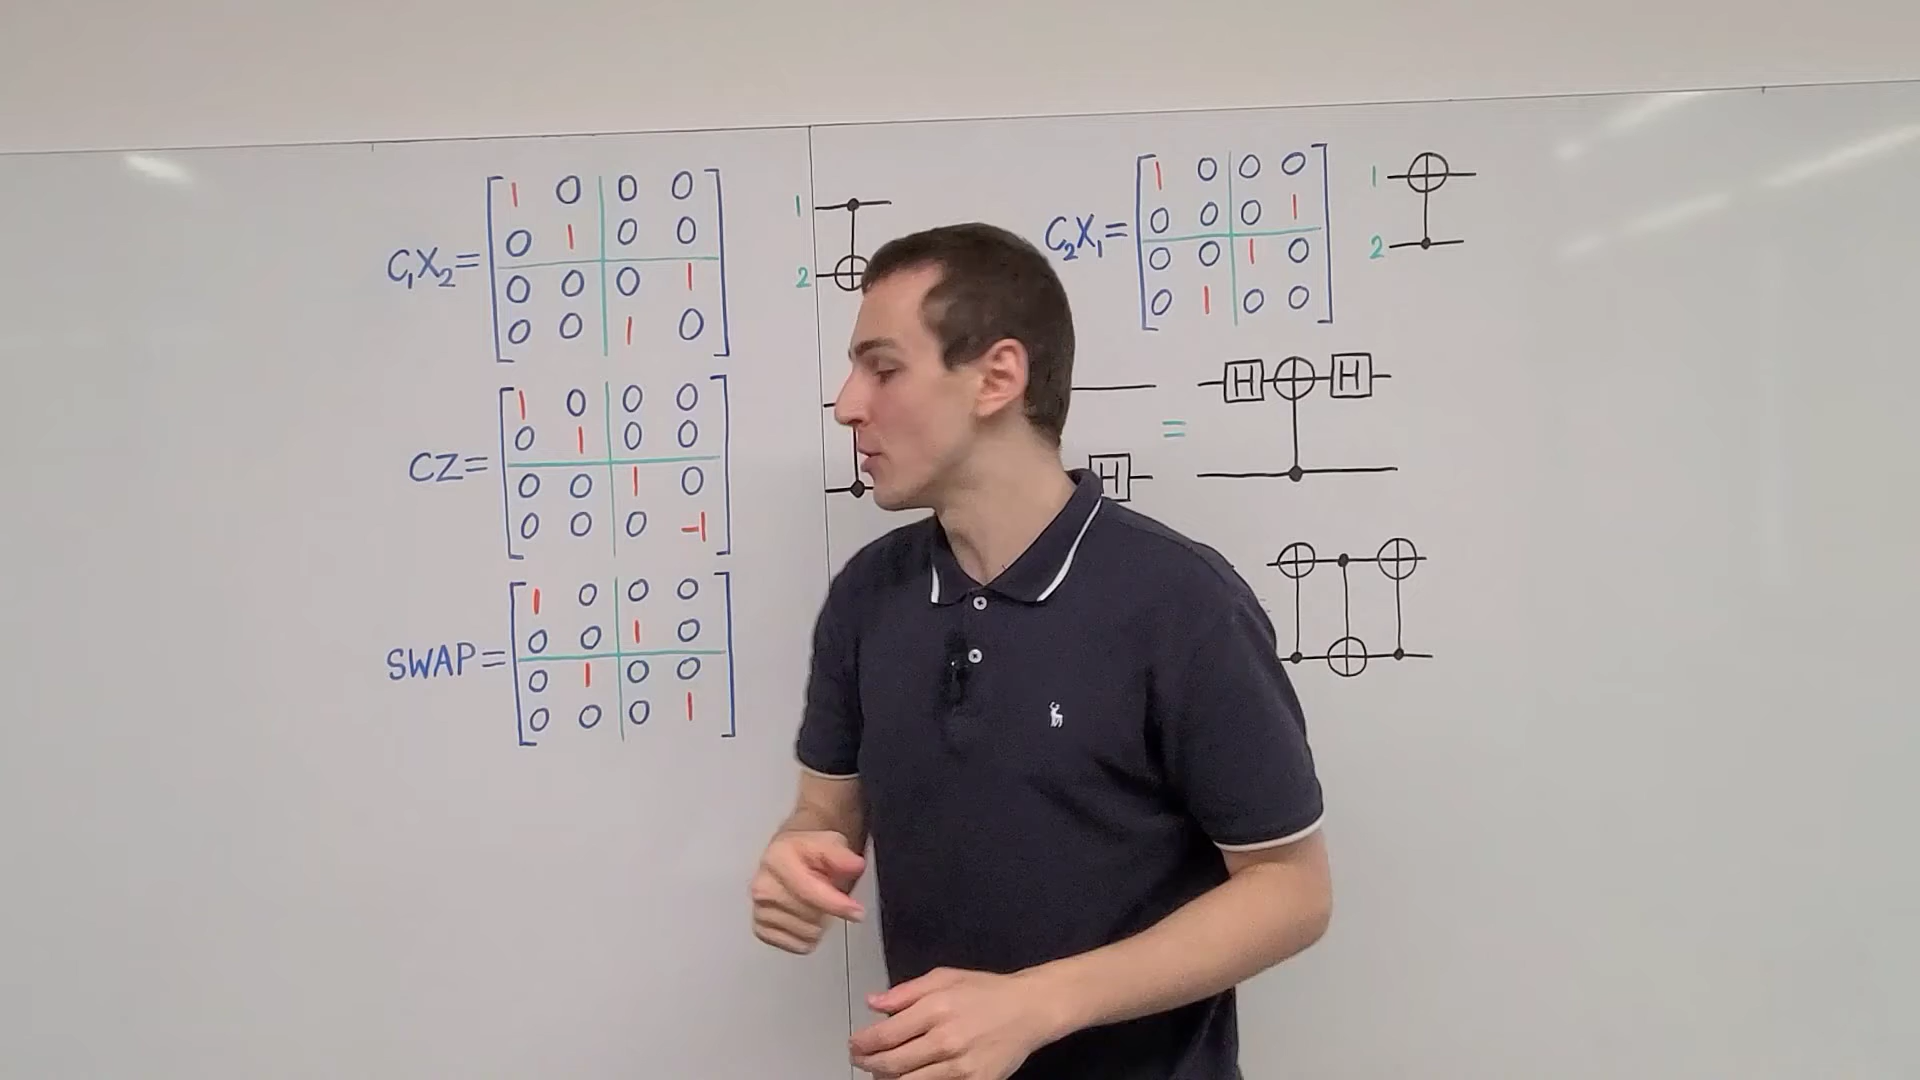 C₁X₂ =
1 0 0 0
0 1 0 0
0 0 0 1
0 0 1 0
1
2
C₂X₁ =
1 0 0 0
0 0 0 1
0 0 1 0
0 1 0 0
1
2
CZ =
1 0 0 0
0 1 0 0
0 0 1 0
0 0 0 -1
H
=
H H
SWAP =
1 0 0 0
0 0 1 0
0 1 0 0
0 0 0 1